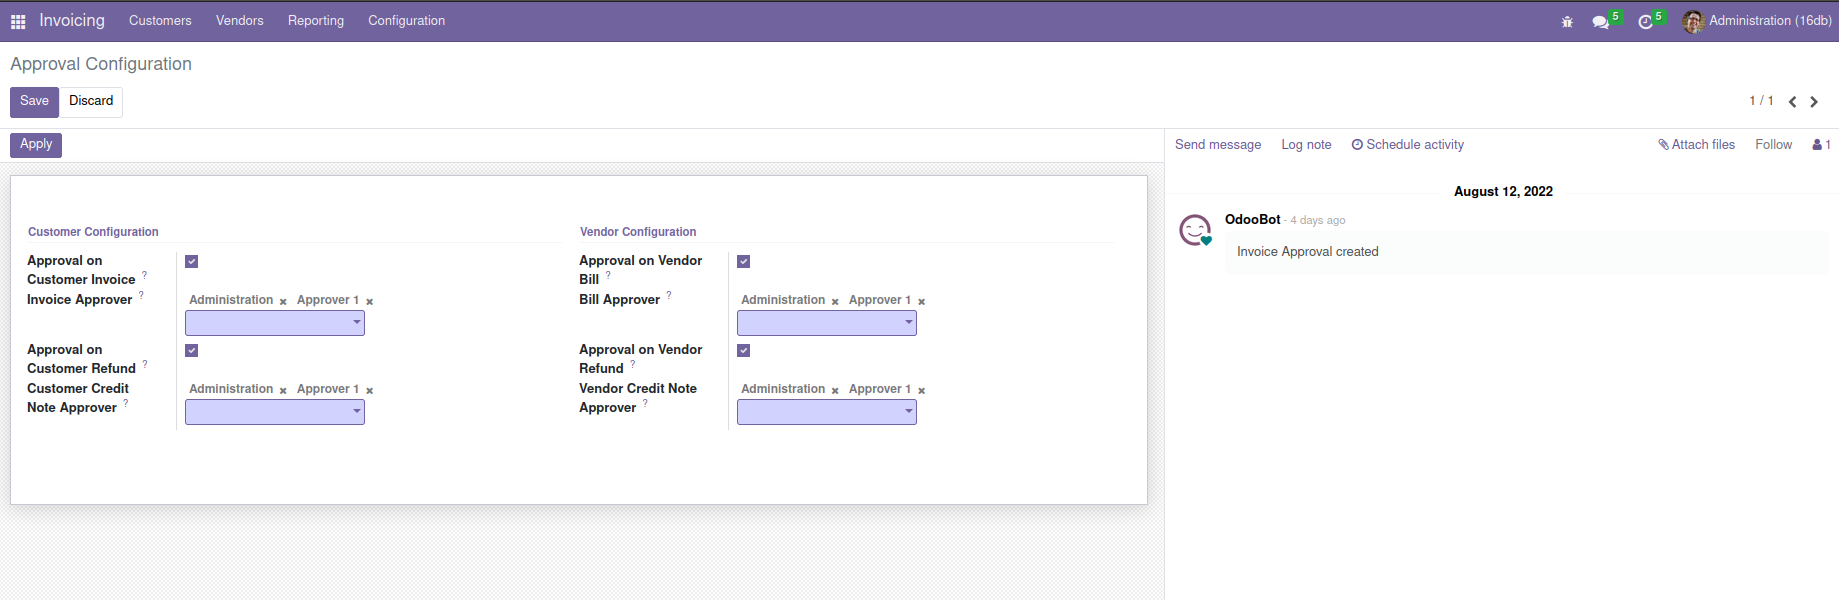 Invoicing Customers Vendors Reporting Configuration 5 5 Administration (16db)
Approval Configuration
Save Discard 1 / 1
Apply Send message Log note Schedule activity Attach files Follow 1
August 12, 2022
OdooBot - 4 days ago
Invoice Approval created
Customer Configuration
Approval on
Customer Invoice ?
Invoice Approver ? Administration × Approver 1 ×
Approval on
Customer Refund ?
Customer Credit Administration × Approver 1 ×
Note Approver ?
Vendor Configuration
Approval on Vendor
Bill ?
Bill Approver ? Administration × Approver 1 ×
Approval on Vendor
Refund ?
Vendor Credit Note Administration × Approver 1 ×
Approver ?